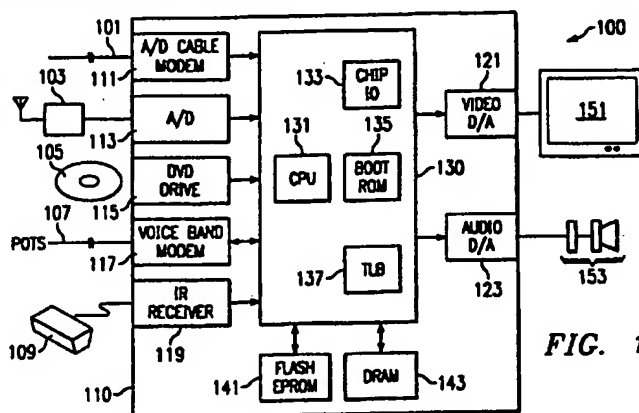 101
A/D CABLE
MODEM
111
103
A/D
113
105
DVD
DRIVE
115
107
POTS
VOICE BAND
MODEM
117
IR
RECEIVER
119
109
110
133
CHIP
IO
131
CPU
135
BOOT
ROM
130
137
TLB
141
FLASH
EPROM
DRAM
143
121
VIDEO
D/A
AUDIO
D/A
123
100
151
153
FIG. 1